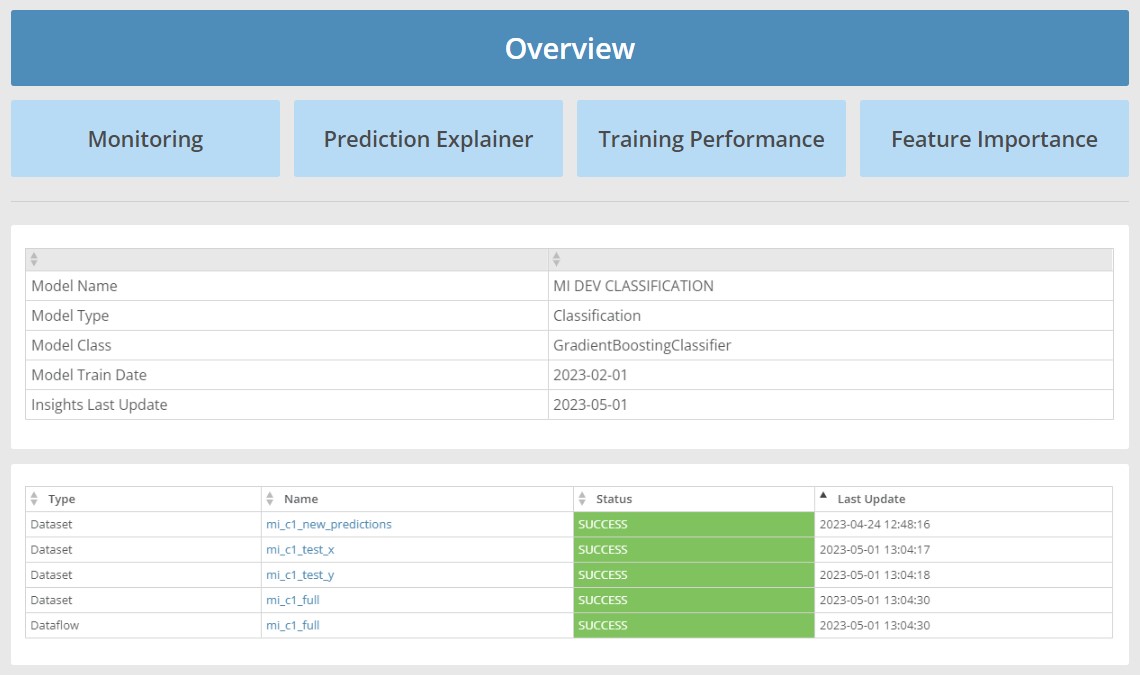 Overview
Monitoring Prediction Explainer Training Performance Feature Importance
Model Name MI DEV CLASSIFICATION
Model Type Classification
Model Class GradientBoostingClassifier
Model Train Date 2023-02-01
Insights Last Update 2023-05-01
Type Name Status Last Update
Dataset mi_c1_new_predictions SUCCESS 2023-04-24 12:48:16
Dataset mi_c1_test_x SUCCESS 2023-05-01 13:04:17
Dataset mi_c1_test_y SUCCESS 2023-05-01 13:04:18
Dataset mi_c1_full SUCCESS 2023-05-01 13:04:30
Dataflow mi_c1_full SUCCESS 2023-05-01 13:04:30